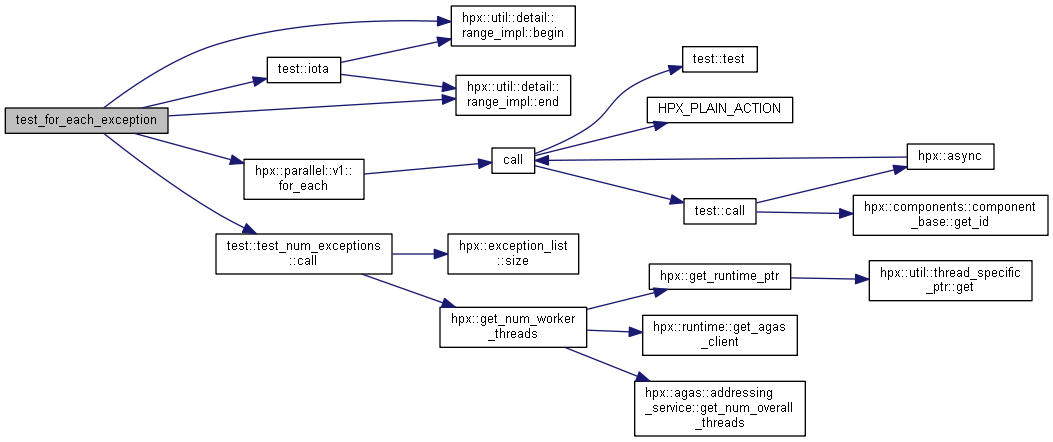 test_for_each_exception
hpx::util::detail::
range_impl::begin
test::iota
hpx::util::detail::
range_impl::end
hpx::parallel::v1::
for_each
test::test_num_exceptions
::call
call
test::test
HPX_PLAIN_ACTION
hpx::async
test::call
hpx::components::component
_base::get_id
hpx::exception_list
::size
hpx::get_num_worker
_threads
hpx::get_runtime_ptr
hpx::util::thread_specific
_ptr::get
hpx::runtime::get_agas
_client
hpx::agas::addressing
_service::get_num_overall
_threads